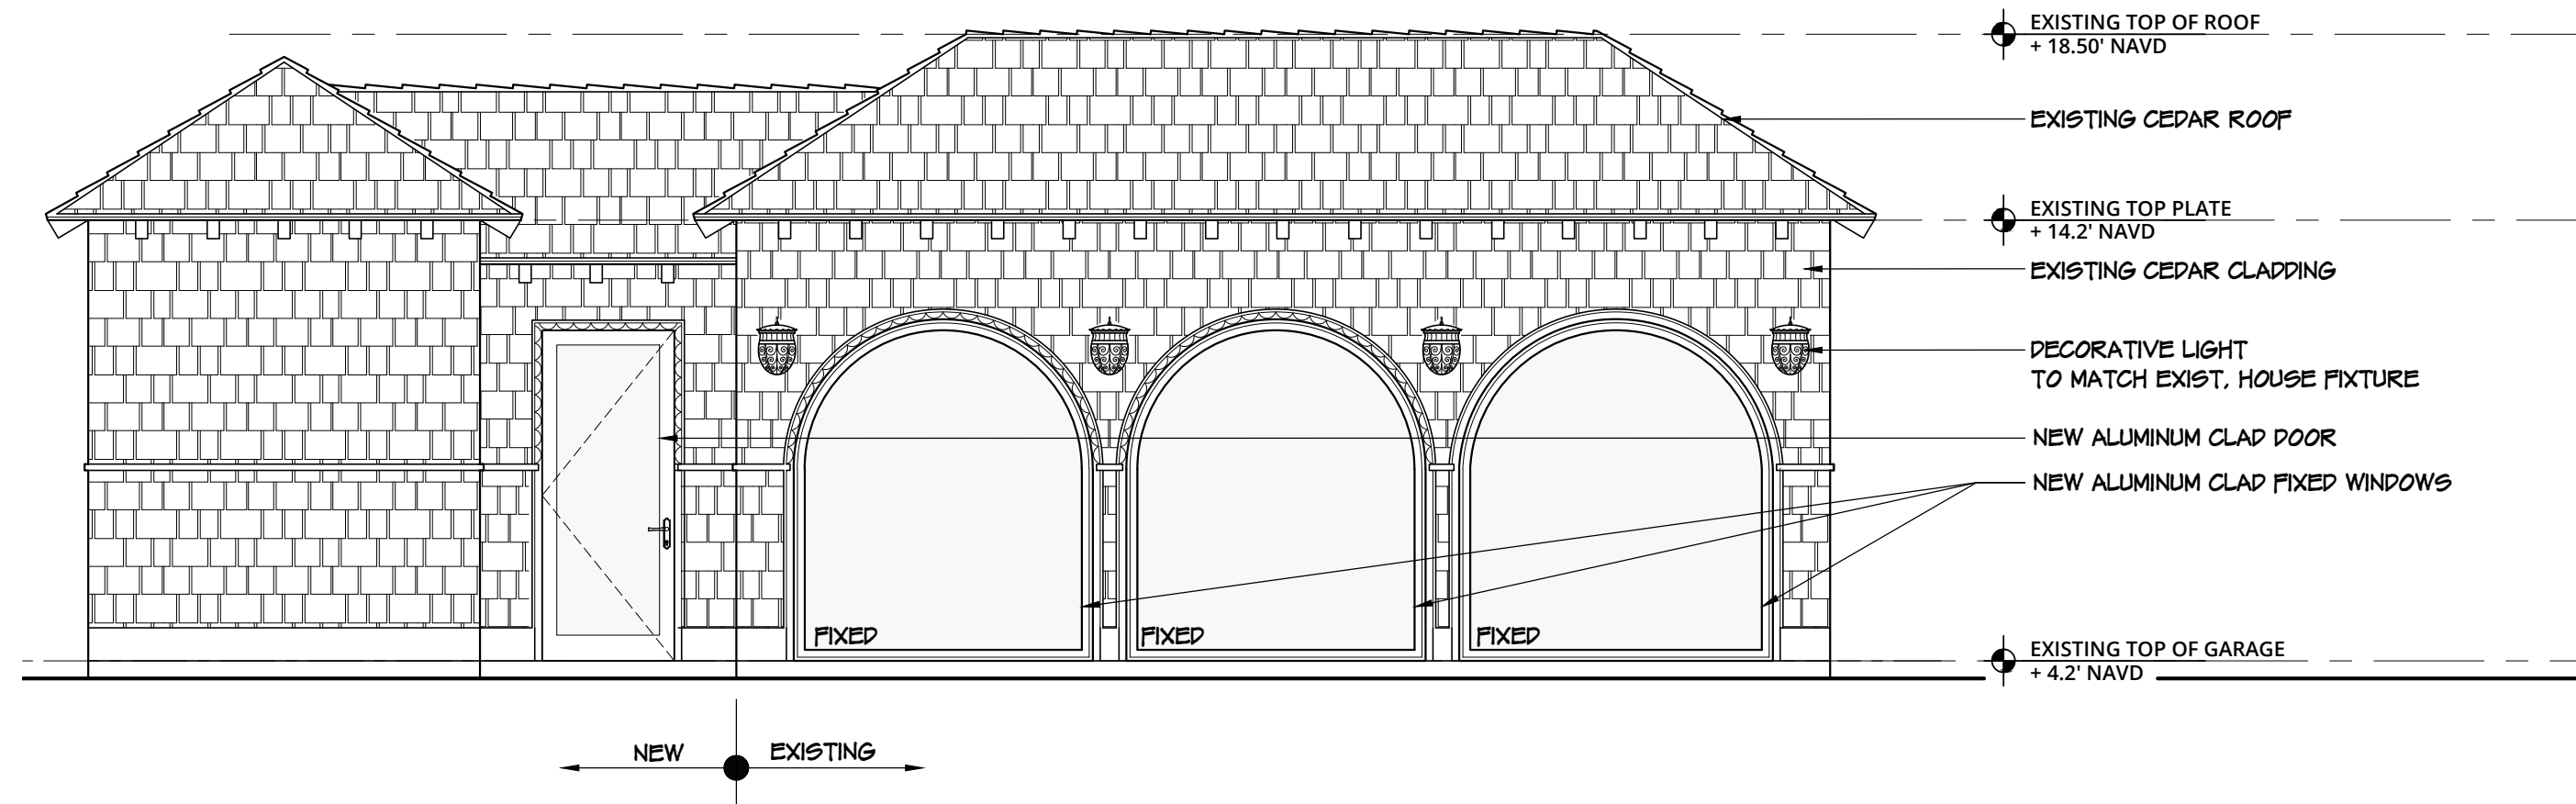 EXISTING TOP OF ROOF
+ 18.50' NAVD
EXISTING CEDAR ROOF
EXISTING TOP PLATE
+ 14.2' NAVD
EXISTING CEDAR CLADDING
DECORATIVE LIGHT
TO MATCH EXIST. HOUSE FIXTURE
NEW ALUMINUM CLAD DOOR
NEW ALUMINUM CLAD FIXED WINDOWS
FIXED
FIXED
FIXED
EXISTING TOP OF GARAGE
+ 4.2' NAVD
NEW
EXISTING